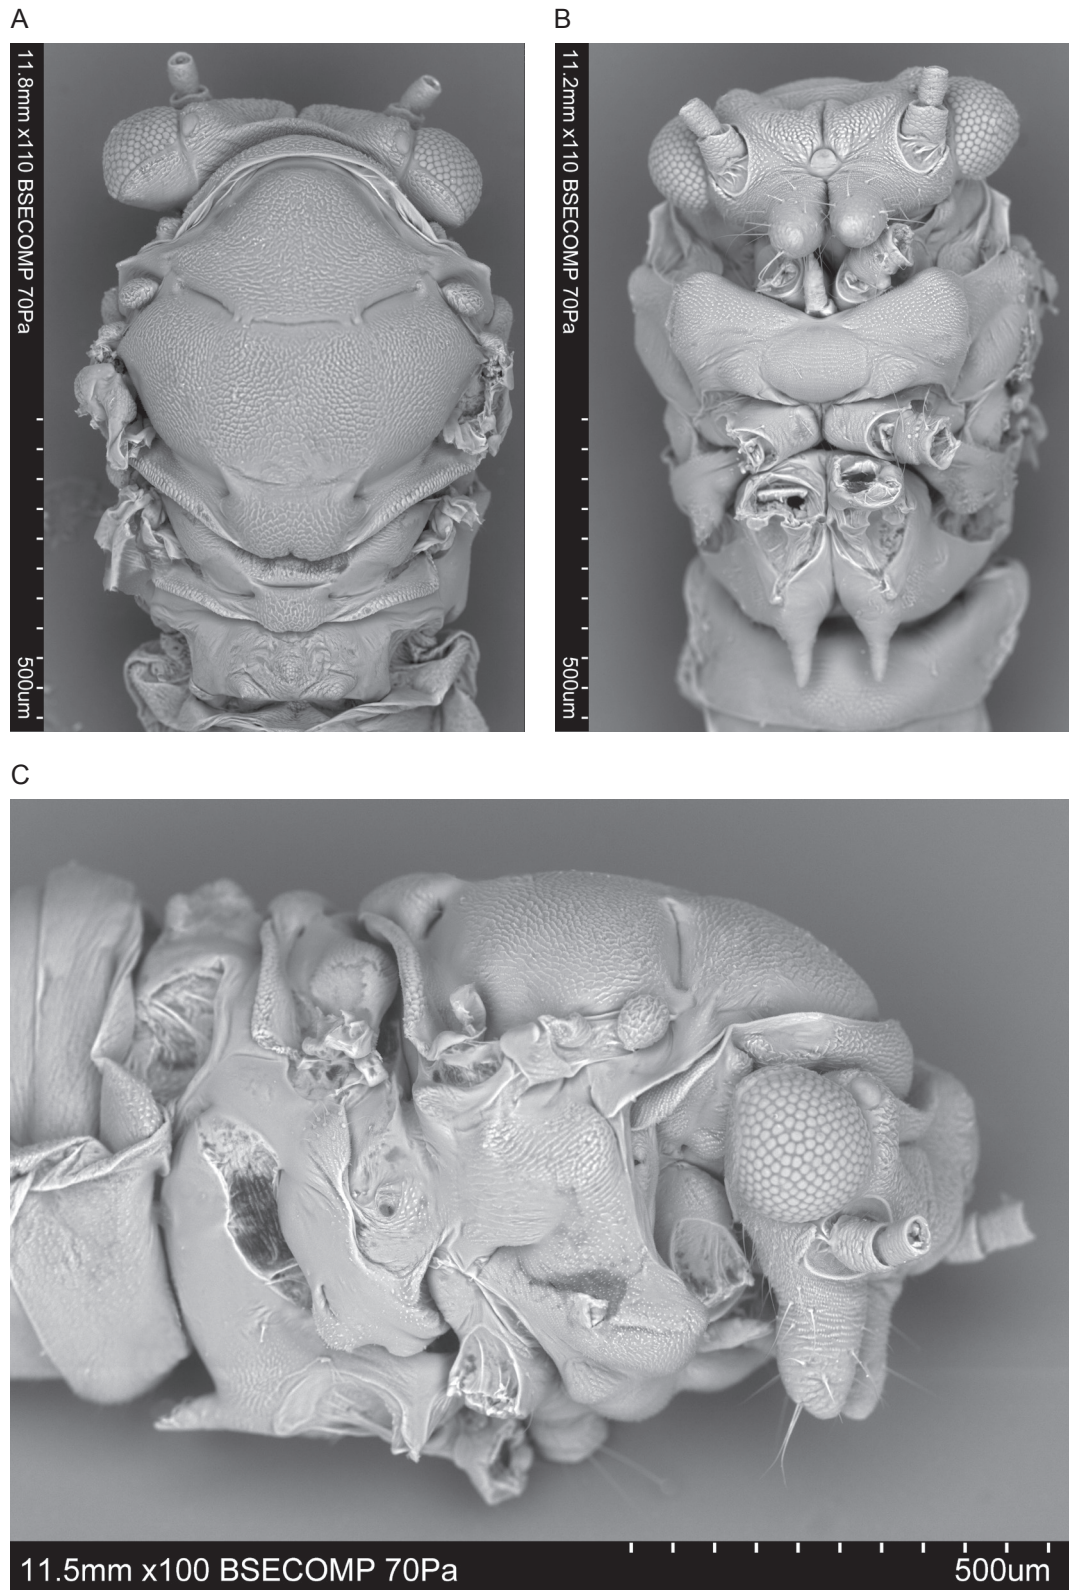 A
11.8mm x110 BSECOMP 70Pa
500um
B
11.2mm x110 BSECOMP 70Pa
500um
C
11.5mm x100 BSECOMP 70Pa
500um